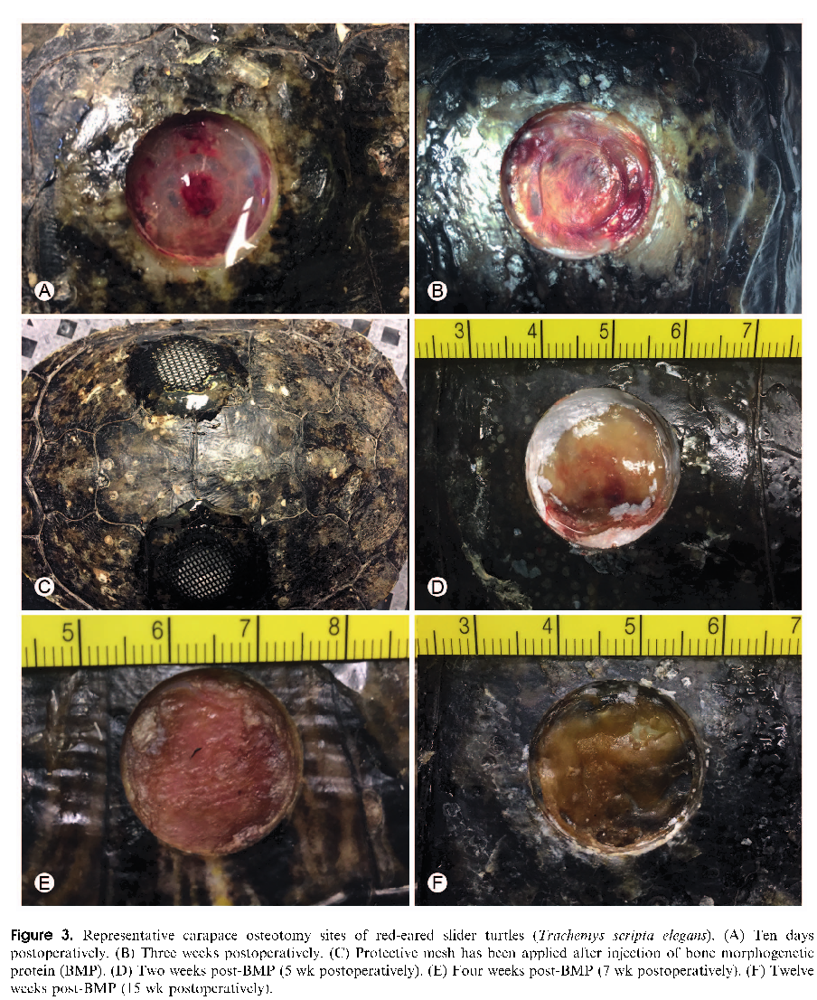 A
B
C
3 4 5 6 7
D
5 6 7 8
E
3 4 5 6 7
F
Figure 3. Representative carapace osteotomy sites of red-eared slider turtles (Trachemys scripta elegans). (A) Ten days
postoperatively. (B) Three weeks postoperatively. (C) Protective mesh has been applied after injection of bone morphogenetic
protein (BMP). (D) Two weeks post-BMP (5 wk postoperatively). (E) Four weeks post-BMP (7 wk postoperatively). (F) Twelve
weeks post-BMP (15 wk postoperatively).